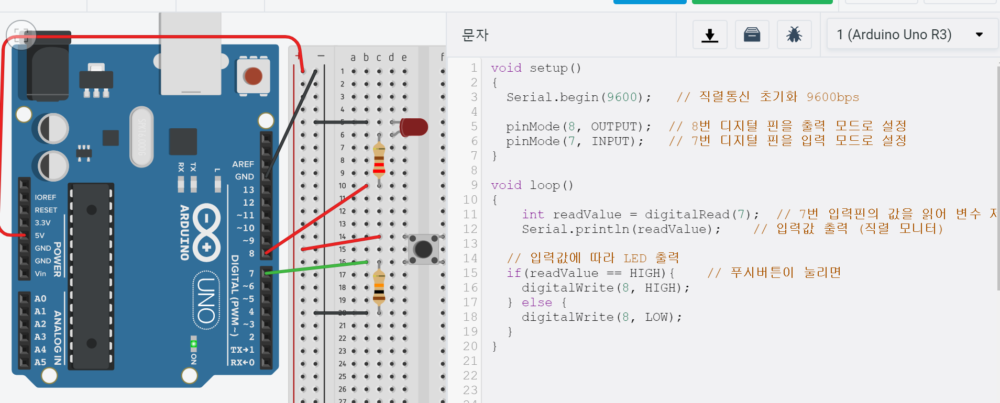 문자
1 (Arduino Uno R3)
1 void setup()
2 {
3 Serial.begin(9600); // 직렬통신 초기화 9600bps
4
5 pinMode(8, OUTPUT); // 8번 디지털 핀을 출력 모드로 설정
6 pinMode(7, INPUT); // 7번 디지털 핀을 입력 모드로 설정
7 }
8
9 void loop()
10 {
11 int readValue = digitalRead(7); // 7번 입력핀의 값을 읽어 변수
12 Serial.println(readValue); // 입력값 출력 (직렬 모니터)
13
14 // 입력값에 따라 LED 출력
15 if(readValue == HIGH){ // 푸시버튼이 눌리면
16 digitalWrite(8, HIGH);
17 } else {
18 digitalWrite(8, LOW);
19 }
20 }
21
22
23
SPK16.000G
RX TX L
AREF
GND
13
12
~11
~10
~9
8
7
~6
~5
4
~3
2
TX→1
RX←0
DIGITAL (PWM~)
IOREF
RESET
3.3V
5V
GND
GND
Vin
POWER
A0
A1
A2
A3
A4
A5
ANALOG IN
ARDUINO
UNO
ON
+ −
a b c d e f
1
2
3
4
5
6
7
8
9
10
11
12
13
14
15
16
17
18
19
20
21
22
23
24
25
26
27